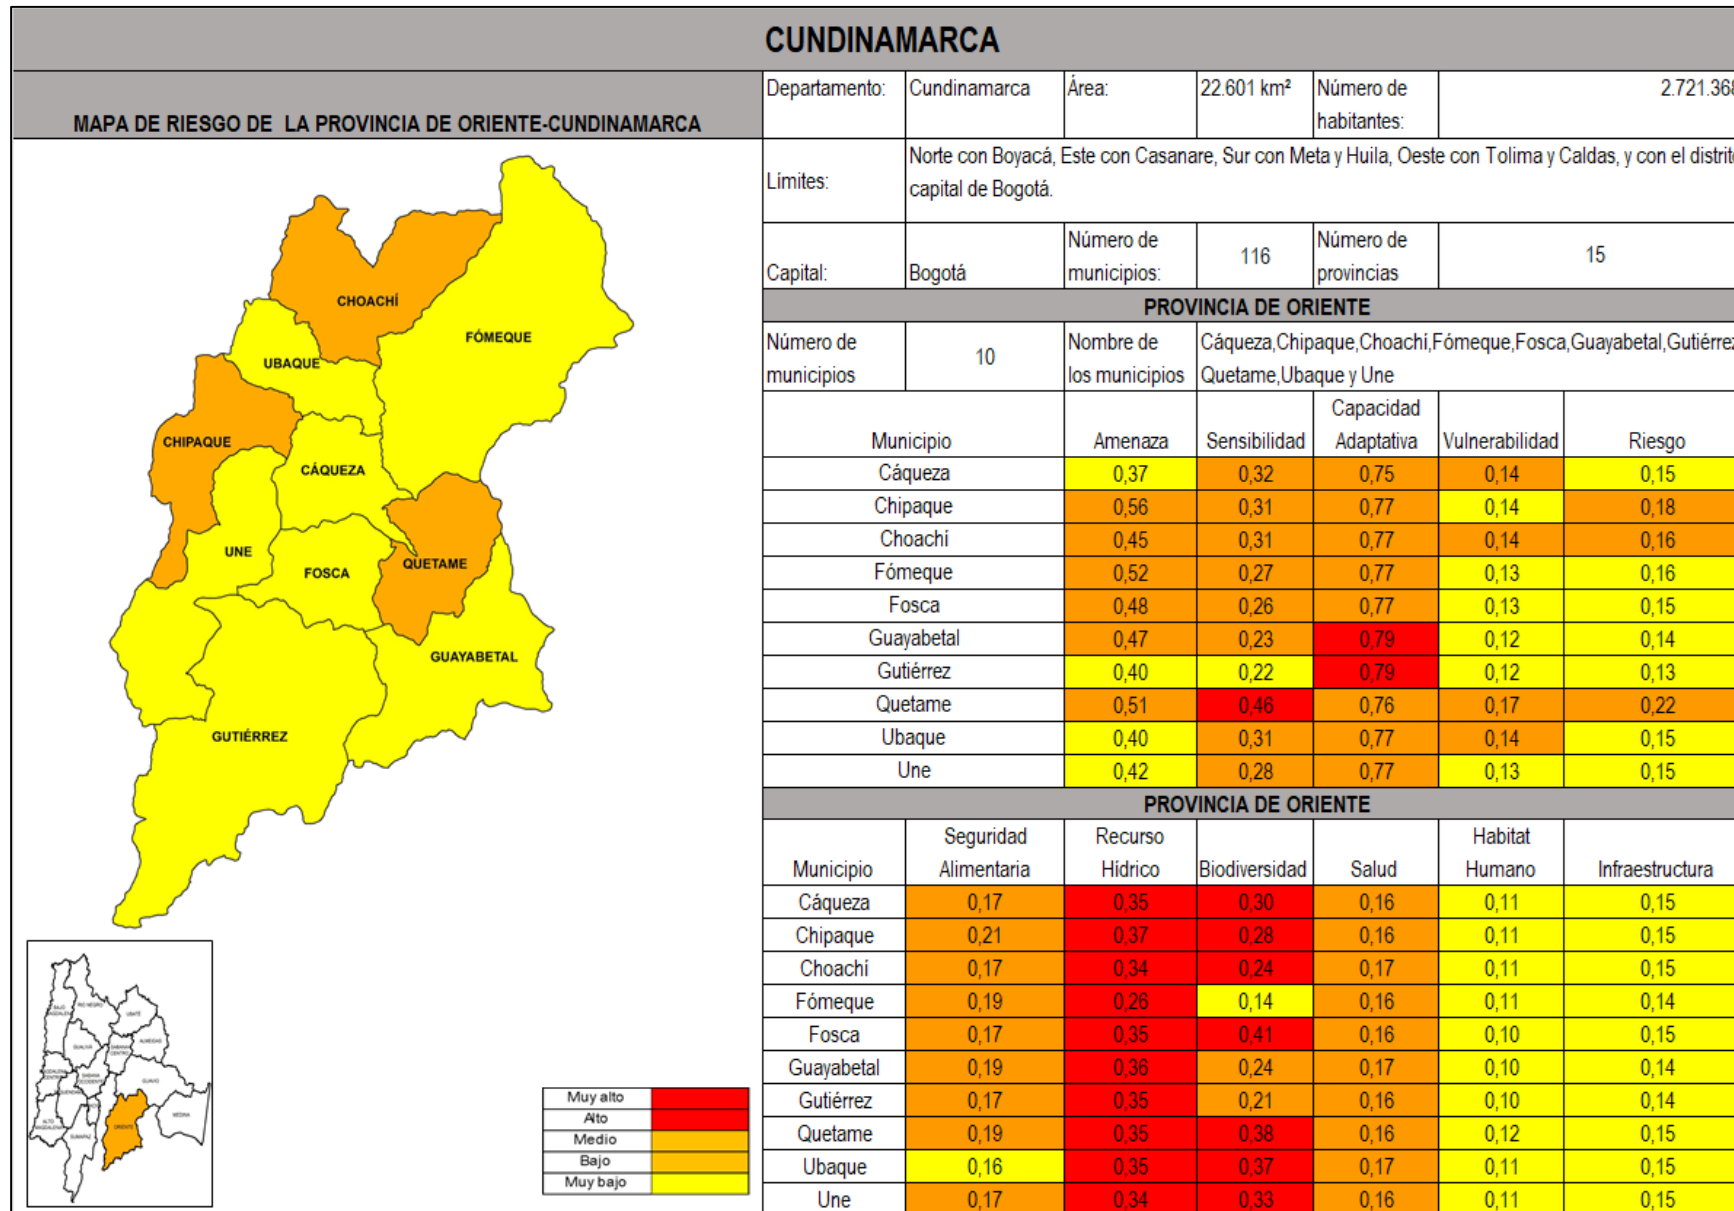 CUNDINAMARCA
MAPA DE RIESGO DE LA PROVINCIA DE ORIENTE-CUNDINAMARCA
Departamento: Cundinamarca Área: 22.601 km² Número de habitantes: 2.721.368
Límites: Norte con Boyacá, Este con Casanare, Sur con Meta y Huila, Oeste con Tolima y Caldas, y con el distrit
capital de Bogotá.
Capital: Bogotá Número de municipios: 116 Número de provincias 15
PROVINCIA DE ORIENTE
Número de municipios 10 Nombre de los municipios Cáqueza,Chipaque,Choachí,Fómeque,Fosca,Guayabetal,Gutiérrez
Quetame,Ubaque y Une
Municipio Amenaza Sensibilidad Capacidad Adaptativa Vulnerabilidad Riesgo
Cáqueza 0,37 0,32 0,75 0,14 0,15
Chipaque 0,56 0,31 0,77 0,14 0,18
Choachí 0,45 0,31 0,77 0,14 0,16
Fómeque 0,52 0,27 0,77 0,13 0,16
Fosca 0,48 0,26 0,77 0,13 0,15
Guayabetal 0,47 0,23 0,79 0,12 0,14
Gutiérrez 0,40 0,22 0,79 0,12 0,13
Quetame 0,51 0,46 0,76 0,17 0,22
Ubaque 0,40 0,31 0,77 0,14 0,15
Une 0,42 0,28 0,77 0,13 0,15
PROVINCIA DE ORIENTE
Municipio Seguridad Alimentaria Recurso Hídrico Biodiversidad Salud Habitat Humano Infraestructura
Cáqueza 0,17 0,35 0,30 0,16 0,11 0,15
Chipaque 0,21 0,37 0,28 0,16 0,11 0,15
Choachí 0,17 0,34 0,24 0,17 0,11 0,15
Fómeque 0,19 0,26 0,14 0,16 0,11 0,14
Fosca 0,17 0,35 0,41 0,16 0,10 0,15
Guayabetal 0,19 0,36 0,24 0,17 0,10 0,14
Gutiérrez 0,17 0,35 0,21 0,16 0,10 0,14
Quetame 0,19 0,35 0,38 0,16 0,12 0,15
Ubaque 0,16 0,35 0,37 0,17 0,11 0,15
Une 0,17 0,34 0,33 0,16 0,11 0,15
CHOACHÍ
FÓMEQUE
UBAQUE
CHIPAQUE
CÁQUEZA
UNE
FOSCA
QUETAME
GUAYABETAL
GUTIÉRREZ
RIO NEGRO
UBATÉ
GUALIVÁ
ALMEIDAS
GUAVIO
MEDINA
ORIENTE
SUMAPAZ
Muy alto
Alto
Medio
Bajo
Muy bajo